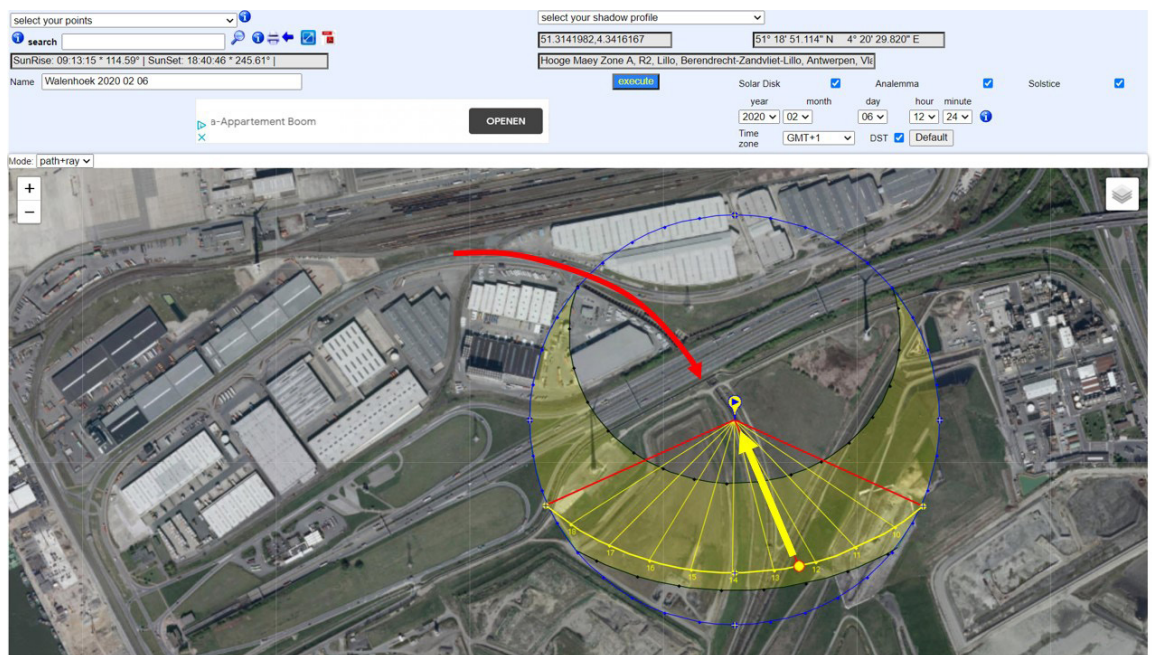 select your points
select your shadow profile
search
51.3141982,4.3416167
51° 18' 51.114" N 4° 20' 29.820" E
SunRise: 09:13:15 * 114.59° | SunSet: 18:40:46 * 245.61° |
Hooge Maey Zone A, R2, Lillo, Berendrecht-Zandvliet-Lillo, Antwerpen, Vla
Name Walenhoek 2020 02 06
execute
Solar Disk Analemma Solstice
year month day hour minute
2020 02 06 12 24
Time zone GMT+1 DST Default
a-Appartement Boom
OPENEN
Mode: path+ray
+
−
18 17 16 15 14 13 12 11 10